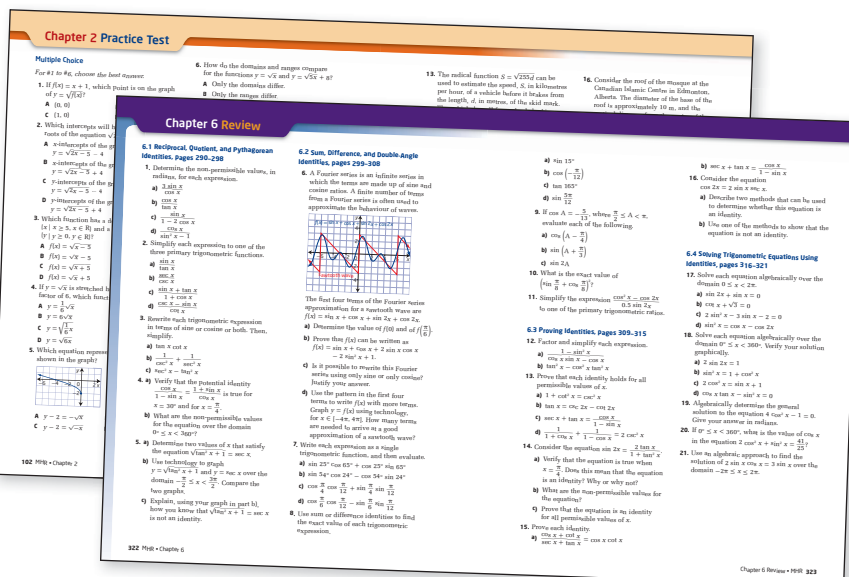 Chapter 2 Practice Test
Multiple Choice
For #1 to #6, choose the best answer.
1. If f(x) = x + 1, which point is on the graph
of y = √f(x)?
A (0, 0)
C (1, 0)
2. Which intercepts will
roots of the equation
A x-intercepts of the
y = √2x − 5 − 4
B x-intercepts of the
y = √2x − 5 + 4
C y-intercepts of the
y = √2x − 5 − 4
D y-intercepts of the
y = √2x − 5 + 4
3. Which function has a
{x | x ≥ 5, x ∈ R} and a
{y | y ≥ 0, y ∈ R}?
A f(x) = √x − 5
B f(x) = √x − 5
C f(x) = √x + 5
D f(x) = √x + 5
4. If y = √x is stretched
factor of 6, which
A y = 1/6 √x
B y = 6√x
C y = √1/6 x
D y = √6x
5. Which equation
shown in the graph?
A y − 2 = −√x
C y − 2 = √−x
102 MHR • Chapter 2
6. How do the domains and ranges compare
for the functions y = √x and y = √5x + 8?
A Only the domains differ.
B Only the ranges differ.
13. The radical function S = √255d can be
used to estimate the speed, S, in kilometres
per hour, of a vehicle before it brakes from
the length, d, in metres, of the skid mark.
16. Consider the roof of the mosque at the
Canadian Islamic Centre in Edmonton,
Alberta. The diameter of the base of the
roof is approximately 10 m, and the
Chapter 6 Review
6.1 Reciprocal, Quotient, and Pythagorean
Identities, pages 290–298
1. Determine the non-permissible values, in
radians, for each expression.
a) 3 sin x / cos x
b) cos x / tan x
c) sin x / 1 − 2 cos x
d) cos x / sin² x − 1
2. Simplify each expression to one of the
three primary trigonometric functions.
a) sin x / tan x
b) sec x / csc x
c) sin x + tan x / 1 + cos x
d) csc x − sin x / cot x
3. Rewrite each trigonometric expression
in terms of sine or cosine or both. Then,
simplify.
a) tan x cot x
b) 1 / csc² x + 1 / sec² x
c) sec² x − tan² x
4. a) Verify that the potential identity
cos x / 1 − sin x = 1 + sin x / cos x is true for
x = 30° and for x = π/4.
b) What are the non-permissible values
for the equation over the domain
0° ≤ x < 360°?
5. a) Determine two values of x that satisfy
the equation √tan² x + 1 = sec x.
b) Use technology to graph
y = √tan² x + 1 and y = sec x over the
domain −π/2 ≤ x < 3π/2. Compare the
two graphs.
c) Explain, using your graph in part b),
how you know that √tan² x + 1 = sec x
is not an identity.
322 MHR • Chapter 6
6.2 Sum, Difference, and Double-Angle
Identities, pages 299–308
6. A Fourier series is an infinite series in
which the terms are made up of sine and
cosine ratios. A finite number of terms
from a Fourier series is often used to
approximate the behaviour of waves.
sawtooth wave
The first four terms of the Fourier series
approximation for a sawtooth wave are
f(x) = sin x + cos x + sin 2x + cos 2x.
a) Determine the value of f(0) and of f(π/6).
b) Prove that f(x) can be written as
f(x) = sin x + cos x + 2 sin x cos x
− 2 sin² x + 1.
c) Is it possible to rewrite this Fourier
series using only sine or only cosine?
Justify your answer.
d) Use the pattern in the first four
terms to write f(x) with more terms.
Graph y = f(x) using technology,
for x ∈ [−4π, 4π]. How many terms
are needed to arrive at a good
approximation of a sawtooth wave?
7. Write each expression as a single
trigonometric function, and then evaluate.
a) sin 25° cos 65° + cos 25° sin 65°
b) sin 54° cos 24° − cos 54° sin 24°
c) cos π/4 cos π/12 + sin π/4 sin π/12
d) cos π/6 cos π/12 − sin π/6 sin π/12
8. Use sum or difference identities to find
the exact value of each trigonometric
expression.
a) sin 15°
b) cos (−π/12)
c) tan 165°
d) sin 5π/12
9. If cos A = −5/13, where π/2 ≤ A < π,
evaluate each of the following.
a) cos (A − π/4)
b) sin (A + π/3)
c) sin 2A
10. What is the exact value of
(sin π/8 + cos π/8)²?
11. Simplify the expression cos² x − cos 2x / 0.5 sin 2x
to one of the primary trigonometric ratios.
6.3 Proving Identities, pages 309–315
12. Factor and simplify each expression.
a) 1 − sin² x / cos x sin x − cos x
b) tan² x − cos² x tan² x
13. Prove that each identity holds for all
permissible values of x.
a) 1 + cot² x = csc² x
b) tan x = csc 2x − cot 2x
c) sec x + tan x = cos x / 1 − sin x
d) 1 / 1 + cos x + 1 / 1 − cos x = 2 csc² x
14. Consider the equation sin 2x = 2 tan x / 1 + tan² x.
a) Verify that the equation is true when
x = π/4. Does this mean that the equation
is an identity? Why or why not?
b) What are the non-permissible values for
the equation?
c) Prove that the equation is an identity
for all permissible values of x.
15. Prove each identity.
a) cos x + cot x / sec x + tan x = cos x cot x
b) sec x + tan x = cos x / 1 − sin x
16. Consider the equation
cos 2x = 2 sin x sec x.
a) Describe two methods that can be used
to determine whether this equation is
an identity.
b) Use one of the methods to show that the
equation is not an identity.
6.4 Solving Trigonometric Equations Using
Identities, pages 316–321
17. Solve each equation algebraically over the
domain 0 ≤ x < 2π.
a) sin 2x + sin x = 0
b) cot x + √3 = 0
c) 2 sin² x − 3 sin x − 2 = 0
d) sin² x = cos x − cos 2x
18. Solve each equation algebraically over the
domain 0° ≤ x < 360°. Verify your solution
graphically.
a) 2 sin 2x = 1
b) sin² x = 1 + cos² x
c) 2 cos² x = sin x + 1
d) cos x tan x − sin² x = 0
19. Algebraically determine the general
solution to the equation 4 cos² x − 1 = 0.
Give your answer in radians.
20. If 0° ≤ x < 360°, what is the value of cos x
in the equation 2 cos² x + sin² x = 41/25?
21. Use an algebraic approach to find the
solution of 2 sin x cos x = 3 sin x over the
domain −2π ≤ x ≤ 2π.
Chapter 6 Review • MHR 323